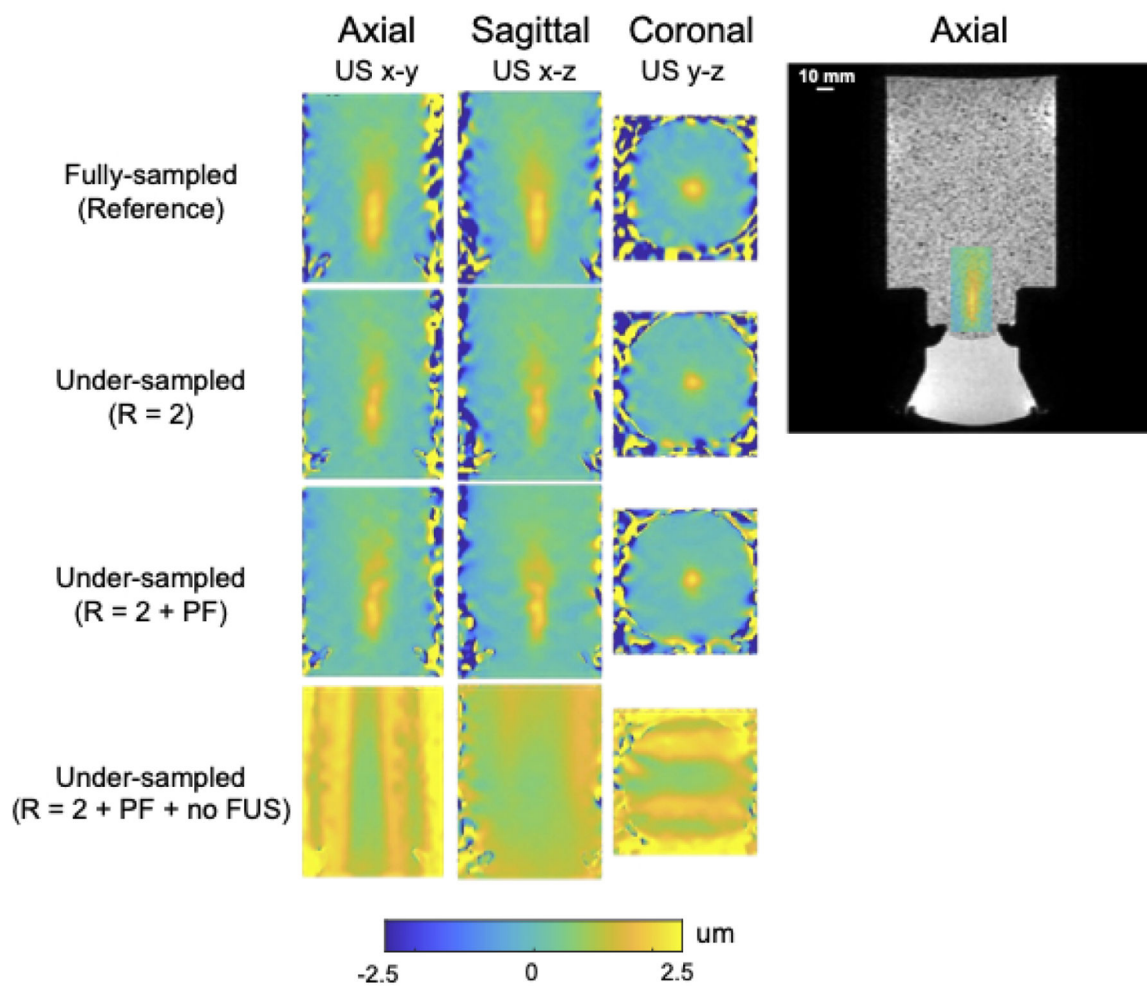 Axial
US x-y
Sagittal
US x-z
Coronal
US y-z
Axial
10 mm
Fully-sampled
(Reference)
Under-sampled
(R = 2)
Under-sampled
(R = 2 + PF)
Under-sampled
(R = 2 + PF + no FUS)
um
-2.5
0
2.5